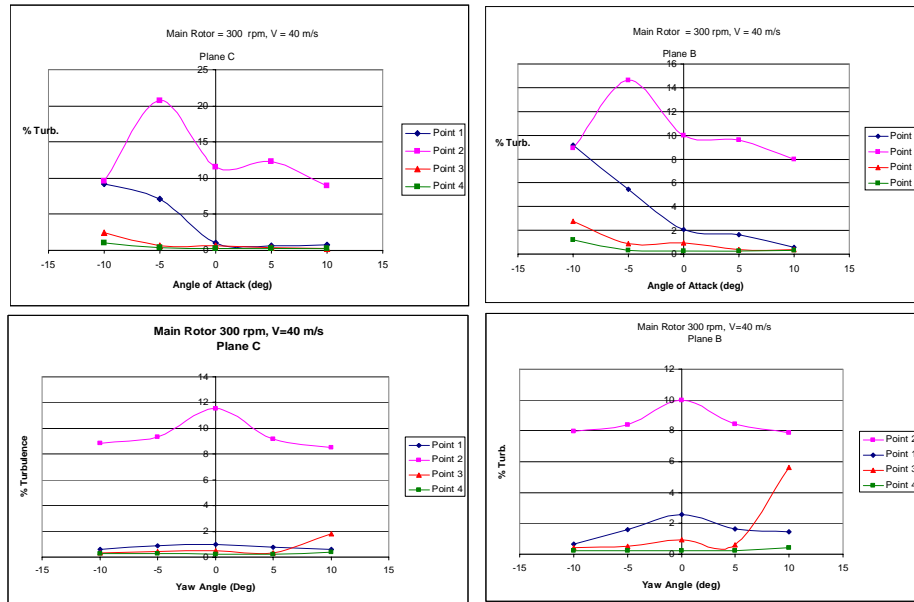 Main Rotor = 300 rpm, V = 40 m/s
Plane C
25
20
15
10
5
0
-15 -10 -5 0 5 10 15
% Turb.
Angle of Attack (deg)
Point 1
Point 2
Point 3
Point 4
Main Rotor = 300 rpm, V = 40 m/s
Plane B
16
14
12
10
8
6
4
2
0
-15 -10 -5 0 5 10 15
% Turb.
Angle of Attack (deg)
Point
Point
Point
Point
Main Rotor 300 rpm, V=40 m/s
Plane C
14
12
10
8
6
4
2
0
-15 -10 -5 0 5 10 15
% Turbulence
Yaw Angle (Deg)
Point 1
Point 2
Point 3
Point 4
Main Rotor 300 rpm, V=40 m/s
Plane B
12
10
8
6
4
2
0
-15 -10 -5 0 5 10 15
% Turb.
Yaw Angle (deg)
Point 2
Point 1
Point 3
Point 4